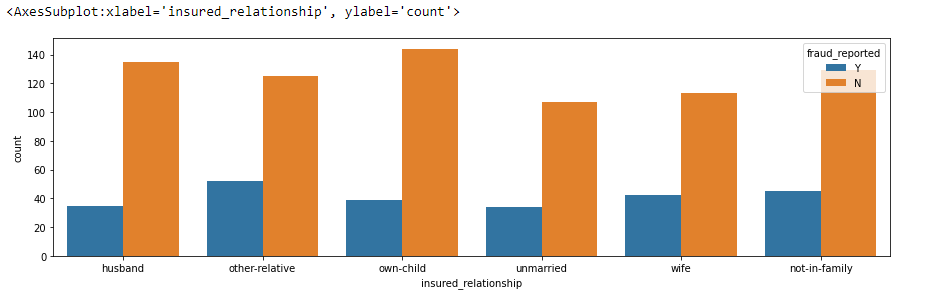 <AxesSubplot:xlabel='insured_relationship', ylabel='count'>
fraud_reported
Y
N
140
120
100
80
60
40
20
0
count
husband other-relative own-child unmarried wife not-in-family
insured_relationship